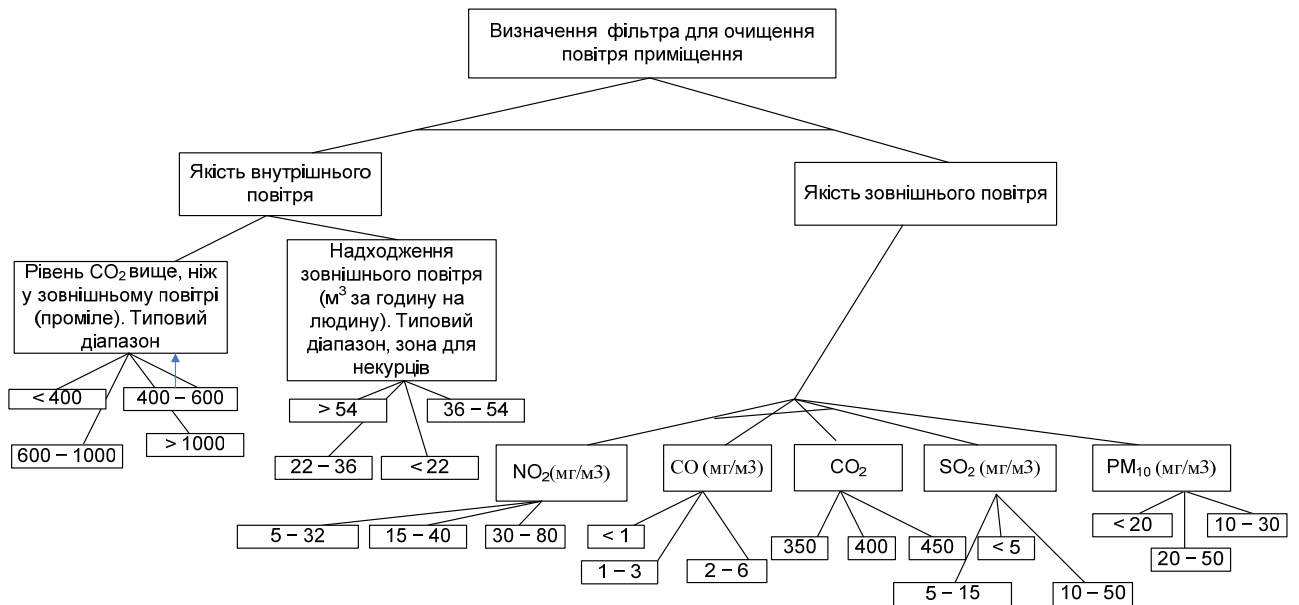 Визначення фільтра для очищення
повітря приміщення
Якість внутрішнього
повітря
Якість зовнішнього повітря
Рівень CO₂ вище, ніж
у зовнішньому повітрі
(проміле). Типовий
діапазон
Надходження
зовнішнього повітря
(м³ за годину на
людину). Типовий
діапазон, зона для
некурців
< 400
400 – 600
600 – 1000
> 1000
> 54
36 – 54
22 – 36
< 22
NO₂(мг/м3)
CO (мг/м3)
CO₂
SO₂ (мг/м3)
PM₁₀ (мг/м3)
5 – 32
15 – 40
30 – 80
< 1
1 – 3
2 – 6
350
400
450
< 5
5 – 15
10 – 50
< 20
20 – 50
10 – 30